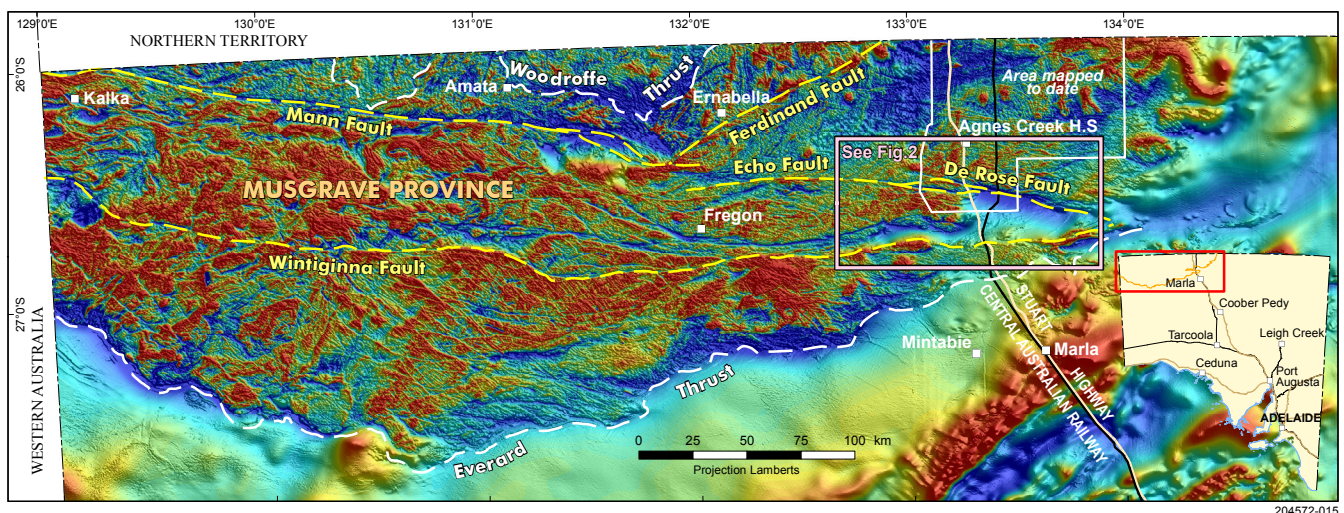 129°0'E
130°0'E
131°0'E
132°0'E
133°0'E
134°0'E
NORTHERN TERRITORY
26°S
Kalka
Amata
Woodroffe
Thrust
Ernabella
Mann Fault
Ferdinand Fault
Area mapped
to date
Agnes Creek H.S
See Fig.2
Echo Fault
De Rose Fault
MUSGRAVE PROVINCE
Fregon
Wintiginna Fault
27°S
WESTERN AUSTRALIA
STUART
HIGHWAY
CENTRAL AUSTRALIAN RAILWAY
Mintabie
Marla
Everard
Thrust
0 25 50 75 100 km
Projection Lamberts
Marla
Coober Pedy
Tarcoola
Leigh Creek
Ceduna
Port
Augusta
ADELAIDE
204572-015